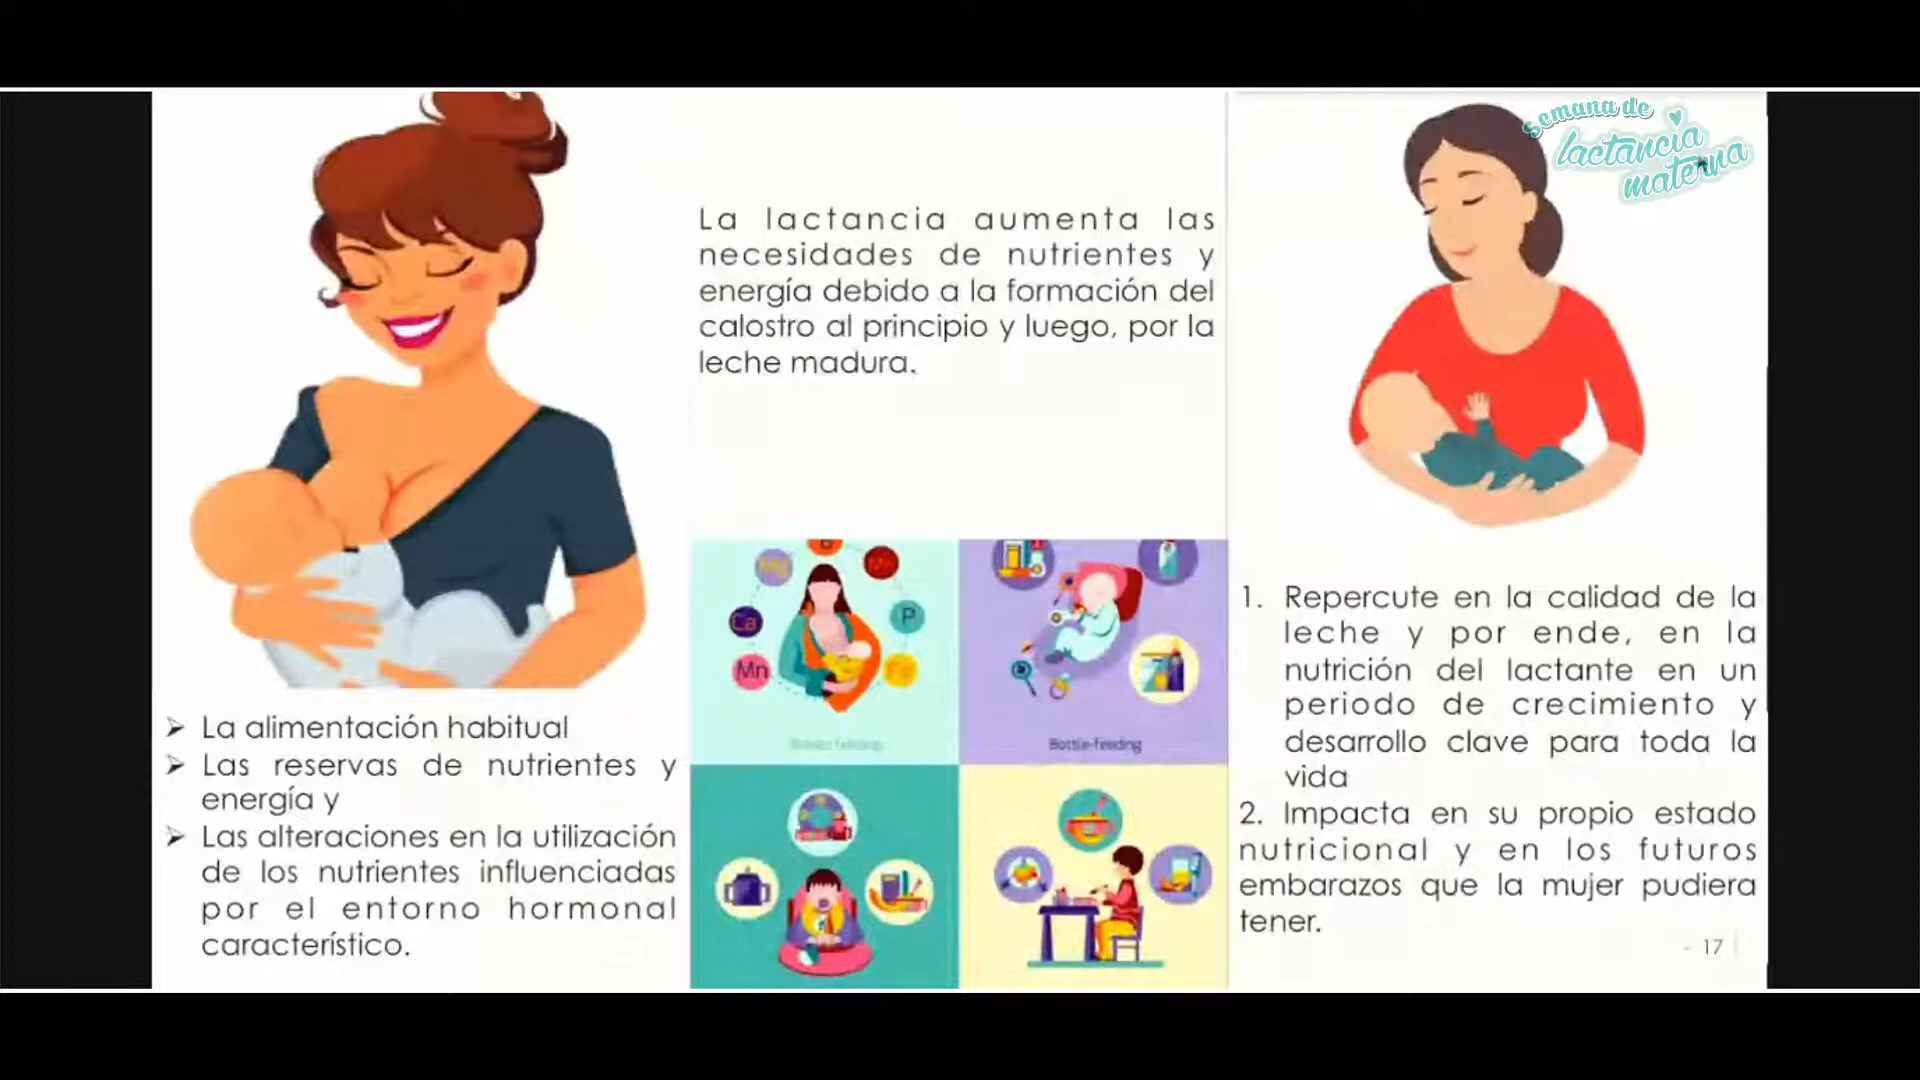 semana de
lactancia
materna
La lactancia aumenta las
necesidades de nutrientes y
energía debido a la formación del
calostro al principio y luego, por la
leche madura.
➢ La alimentación habitual
➢ Las reservas de nutrientes y
energía y
➢ Las alteraciones en la utilización
de los nutrientes influenciadas
por el entorno hormonal
característico.
Mg
Ca
P
Mn
Bottle-feeding
1. Repercute en la calidad de la
leche y por ende, en la
nutrición del lactante en un
periodo de crecimiento y
desarrollo clave para toda la
vida
2. Impacta en su propio estado
nutricional y en los futuros
embarazos que la mujer pudiera
tener.
- 17